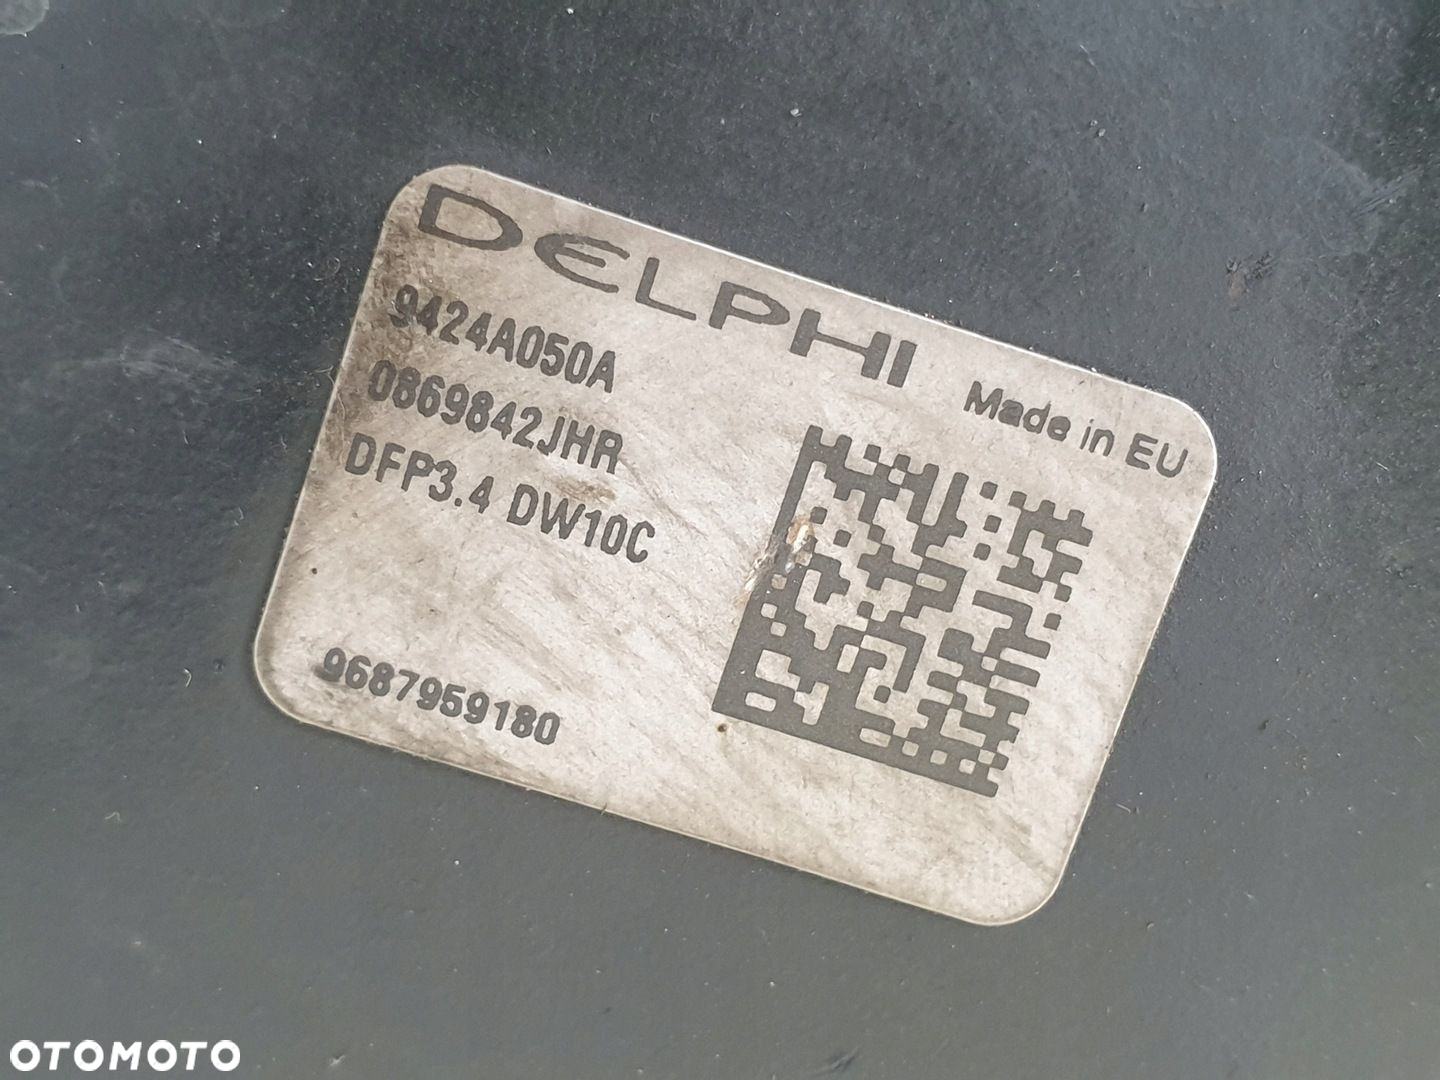 DELPHI
Made in EU
9424A050A
0869842JHR
DFP3.4 DW10C
9687959180
OTOMOTO